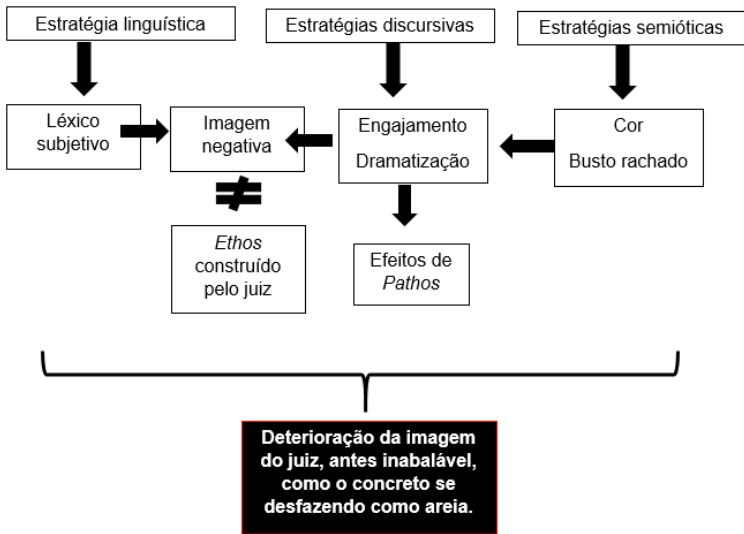 Estratégia linguística
Estratégias discursivas
Estratégias semióticas
Léxico
subjetivo
Imagem
negativa
Engajamento
Dramatização
Cor
Busto rachado
≠
Ethos
construído
pelo juiz
Efeitos de
Pathos
Deterioração da imagem
do juiz, antes inabalável,
como o concreto se
desfazendo como areia.